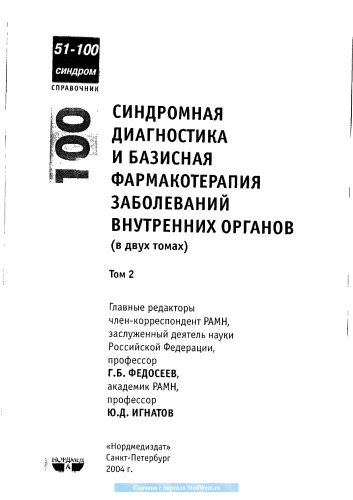 51-100
синдром
СПРАВОЧНИК
100
СИНДРОМНАЯ
ДИАГНОСТИКА
И БАЗИСНАЯ
ФАРМАКОТЕРАПИЯ
ЗАБОЛЕВАНИЙ
ВНУТРЕННИХ ОРГАНОВ
(в двух томах)
Том 2
Главные редакторы
член-корреспондент РАМН,
заслуженный деятель науки
Российской Федерации,
профессор
Г.Б. ФЕДОСЕЕВ,
академик РАМН,
профессор
Ю.Д. ИГНАТОВ
НОРДМЕД
«Нордмедиздат»
Санкт-Петербург
2004 г.
Скачано с портала MedMed.ru